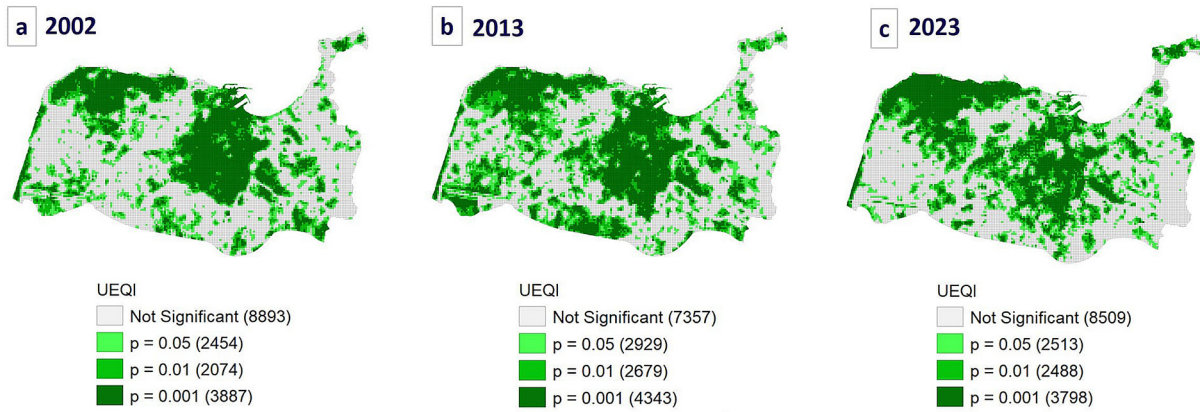 a 2002
UEQI
Not Significant (8893)
p = 0.05 (2454)
p = 0.01 (2074)
p = 0.001 (3887)
b 2013
UEQI
Not Significant (7357)
p = 0.05 (2929)
p = 0.01 (2679)
p = 0.001 (4343)
c 2023
UEQI
Not Significant (8509)
p = 0.05 (2513)
p = 0.01 (2488)
p = 0.001 (3798)